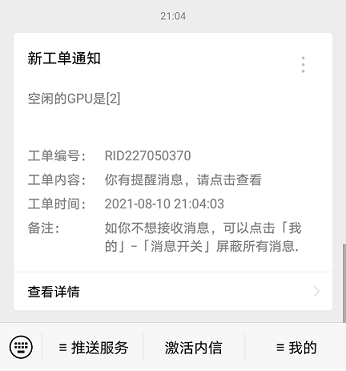 21:04
新工单通知
空闲的GPU是[2]
工单编号： RID227050370
工单内容： 你有提醒消息，请点击查看
工单时间： 2021-08-10 21:04:03
备注： 如你不想接收消息，可以点击「我
的」-「消息开关」屏蔽所有消息.
查看详情
≡ 推送服务 激活内信 ≡ 我的